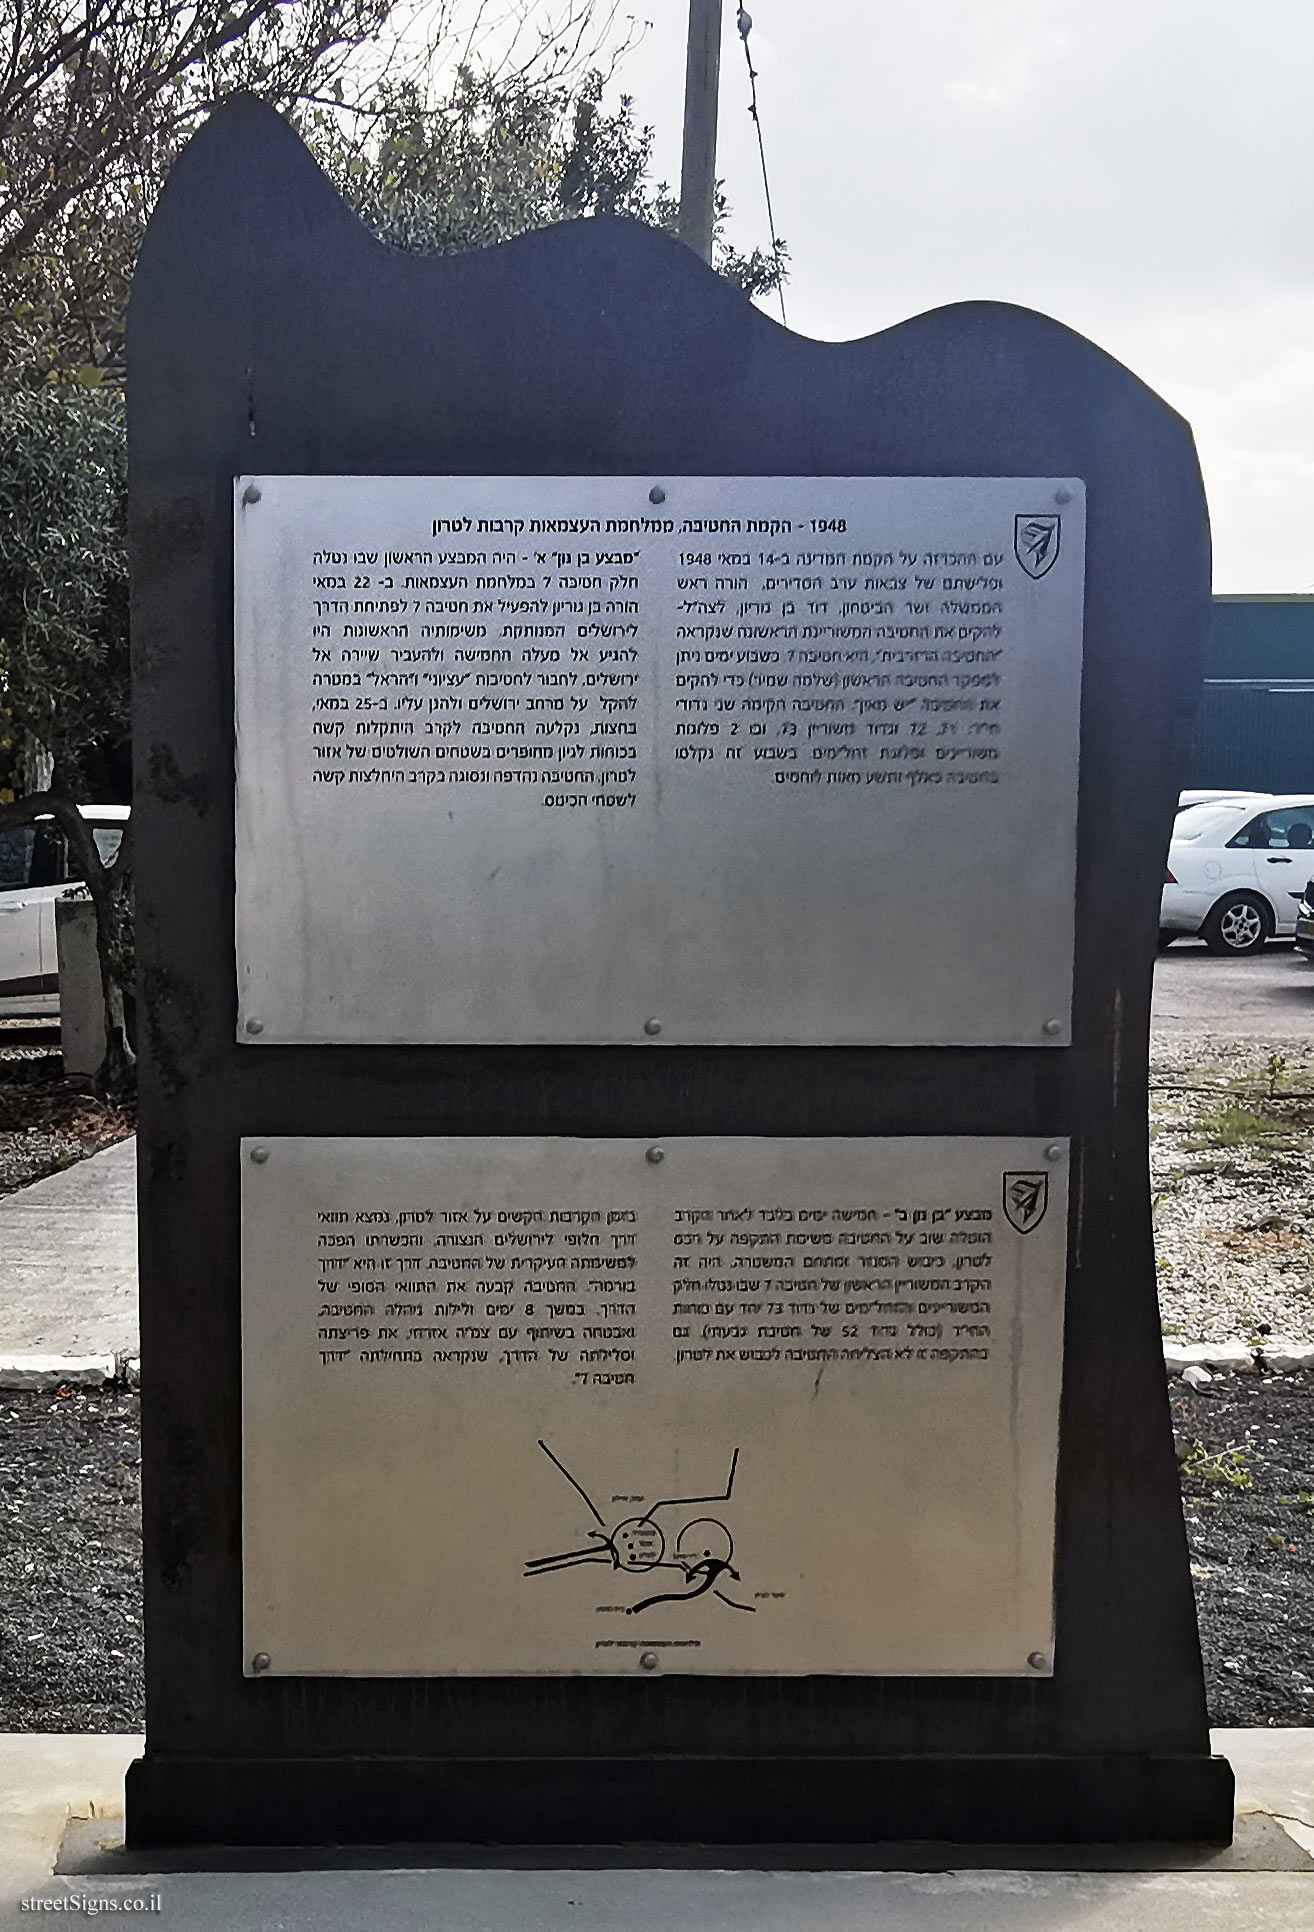 1948 - הקמת החטיבה, ממלחמת העצמאות קרבות לטרון
עם ההכרזה על הקמת המדינה ב-14 במאי 1948
ופלישתם של צבאות ערב הסדירים, הורה ראש
הממשלה ושר הביטחון, דוד בן גוריון, לצה"ל-
להקים את החטיבה המשוריינת הראשונה שנקראה
היא חטיבה 7 כשבוע ימים ניתן
למפקד החטיבה הראשון (שלמה שמיר) כדי להקים
את החטיבה "יש מאין". החטיבה הקימה שני גדודי
חי"ר: 71, 72 וגדוד משוריין 73, ובו 2 פלוגות
משוריינים ופלוגת זחל"מים. בשבוע זה נקלטו
בחטיבה כאלף ותשע מאות לוחמים.
"מבצע בן נון" א' - היה המבצע הראשון שבו נטלה
חלק חטיבה 7 במלחמת העצמאות. ב- 22 במאי
הורה בן גוריון להפעיל את חטיבה 7 לפתיחת הדרך
לירושלים המנותקת. משימותיה הראשונות היו
להגיע אל מעלה החמישה ולהעביר שיירה אל
ירושלים, לחבור לחטיבות "עציוני" ו"הראל" במטרה
להקל על מרחב ירושלים ולהגן עליו. ב-25 במאי,
בחצות, נקלעה החטיבה לקרב היתקלות קשה
בכוחות לגיון מחופרים בשטחים השולטים של אזור
לטרון. החטיבה נהדפה ונסוגה בקרב היחלצות קשה
לשטחי הכינוס.
מבצע "בן נון ב" - חמישה ימים בלבד לאחר הקרב
הוטלה שוב על החטיבה משימת התקפה על רכס
לטרון, כיבוש המנזר ומתחם המשטרה. היה זה
הקרב המשוריין הראשון של חטיבה 7 שבו נטלו חלק
המשוריינים והזחל"מים של גדוד 73 יחד עם כוחות
החי"ר (כולל גדוד 52 של חטיבת גבעתי). גם
בהתקפה זו לא הצליחה החטיבה לכבוש את לטרון.
בזמן הקרבות הקשים על אזור לטרון, נמצא תוואי
דרך חלופי לירושלים הנצורה, והכשרתו הפכה
למשימתה העיקרית של החטיבה. דרך זו היא "דרך
בורמה". החטיבה קבעה את התוואי הסופי של
הדרך. במשך 8 ימים ולילות ניהלה החטיבה,
ואבטחה בשיתוף עם צמ"ה אזרחי, את פריצתה
וסלילתה של הדרך, שנקראה בתחילתה "דרך
חטיבה 7".
streetSigns.co.il